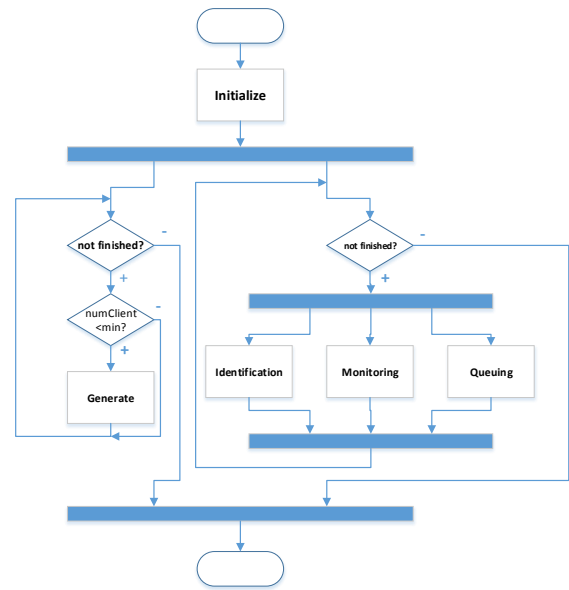 Initialize
-
-
not finished?
not finished?
+
+
numClient
<min?
-
+
Identification
Monitoring
Queuing
Generate